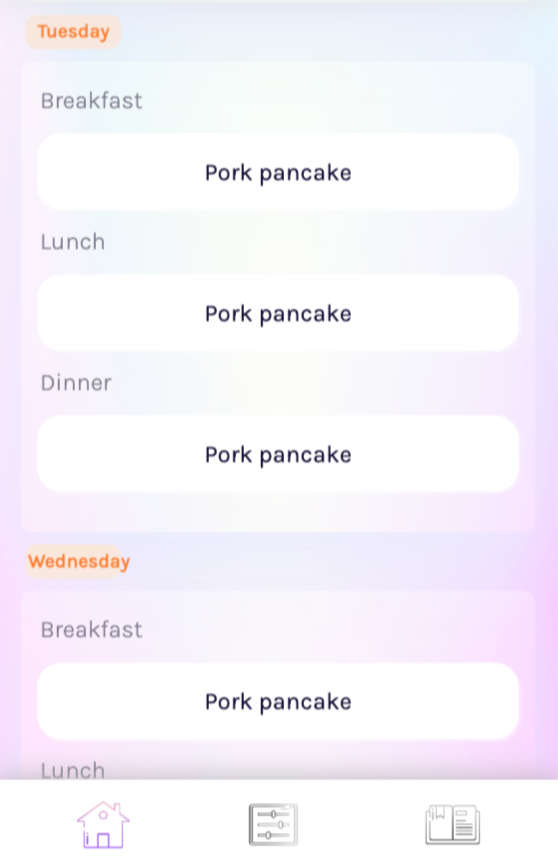 Tuesday
Breakfast
Pork pancake
Lunch
Pork pancake
Dinner
Pork pancake
Wednesday
Breakfast
Pork pancake
Lunch